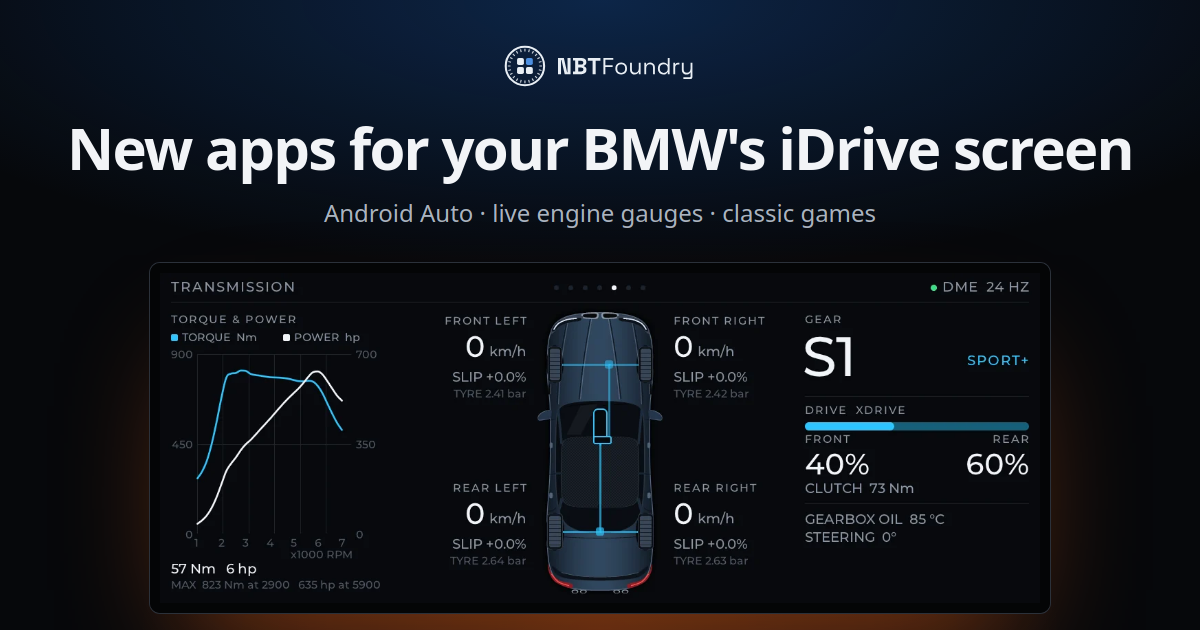 NBTFoundry
New apps for your BMW's iDrive screen
Android Auto · live engine gauges · classic games
TRANSMISSION
DME 24 HZ
TORQUE & POWER
TORQUE Nm
POWER hp
900
700
450
350
0
0
1 2 3 4 5 6 7
x1000 RPM
57 Nm 6 hp
MAX 823 Nm at 2900 635 hp at 5900
FRONT LEFT
0 km/h
SLIP +0.0%
TYRE 2.41 bar
FRONT RIGHT
0 km/h
SLIP +0.0%
TYRE 2.42 bar
REAR LEFT
0 km/h
SLIP +0.0%
TYRE 2.64 bar
REAR RIGHT
0 km/h
SLIP +0.0%
TYRE 2.63 bar
GEAR
S1
SPORT+
DRIVE XDRIVE
FRONT
REAR
40%
60%
CLUTCH 73 Nm
GEARBOX OIL 85 °C
STEERING 0°